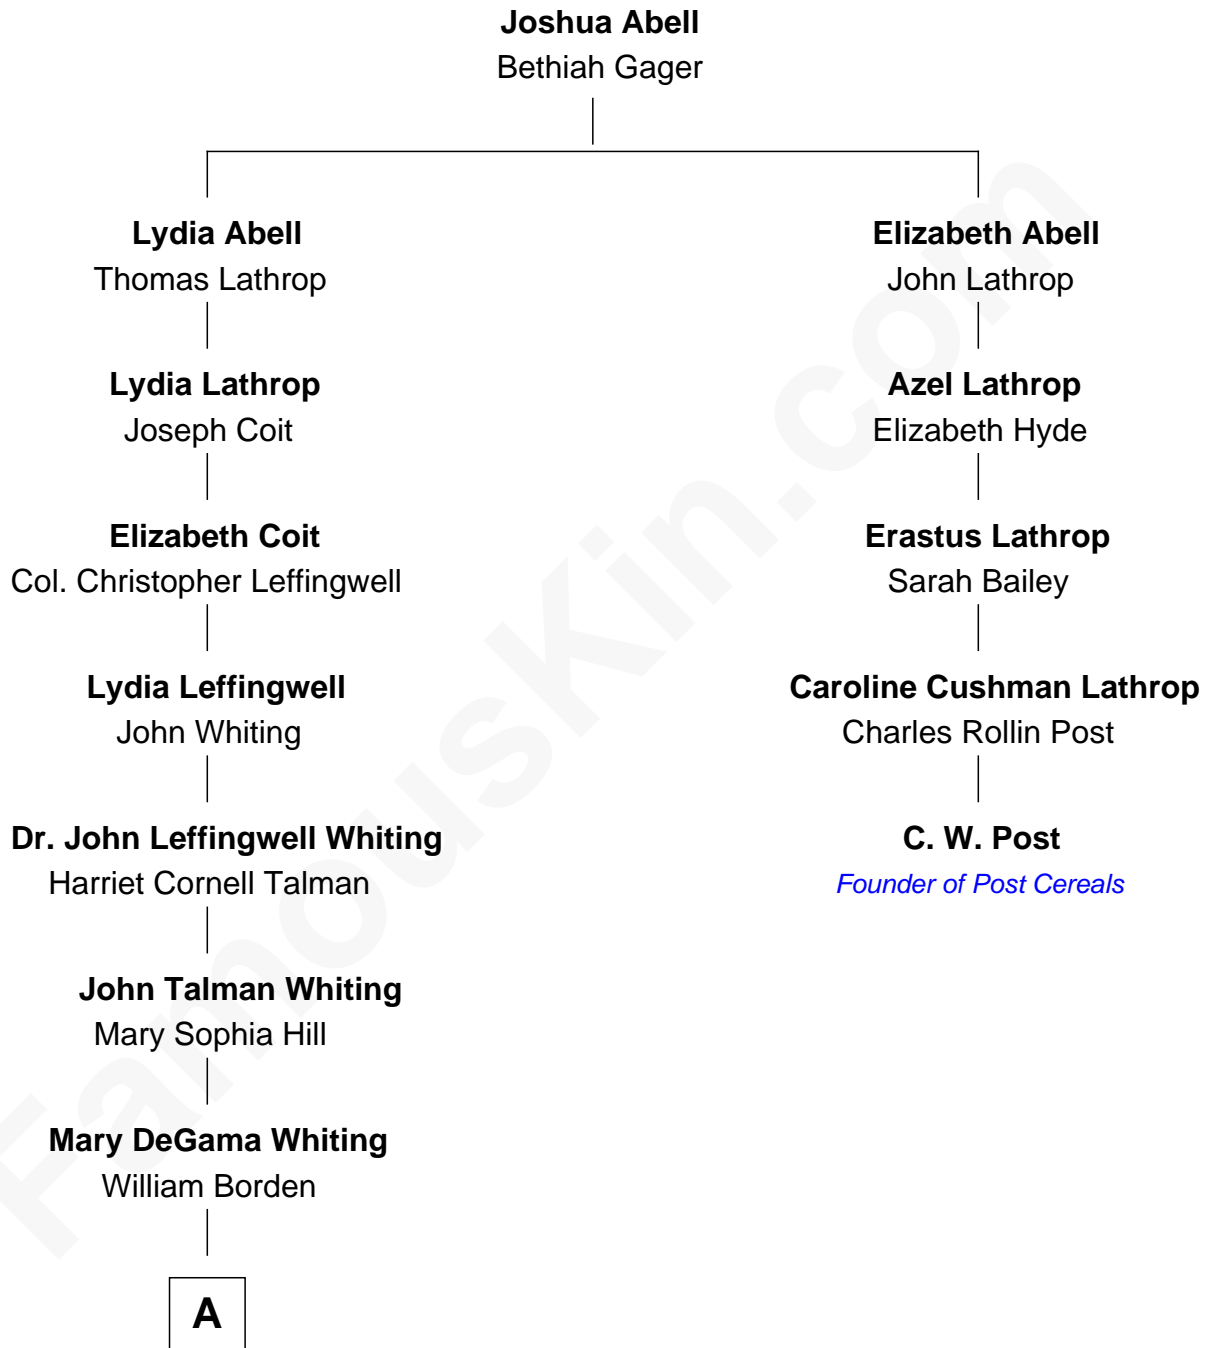 Joshua Abell
Bethiah Gager
Lydia Abell
Thomas Lathrop
Elizabeth Abell
John Lathrop
Lydia Lathrop
Joseph Coit
Azel Lathrop
Elizabeth Hyde
Elizabeth Coit
Col. Christopher Leffingwell
Erastus Lathrop
Sarah Bailey
Lydia Leffingwell
John Whiting
Caroline Cushman Lathrop
Charles Rollin Post
Dr. John Leffingwell Whiting
Harriet Cornell Talman
C. W. Post
Founder of Post Cereals
John Talman Whiting
Mary Sophia Hill
Mary DeGama Whiting
William Borden
A
FamousKin.com